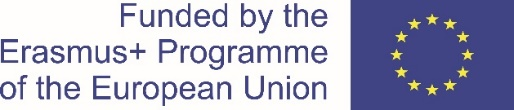 Funded by the
Erasmus+ Programme
of the European Union